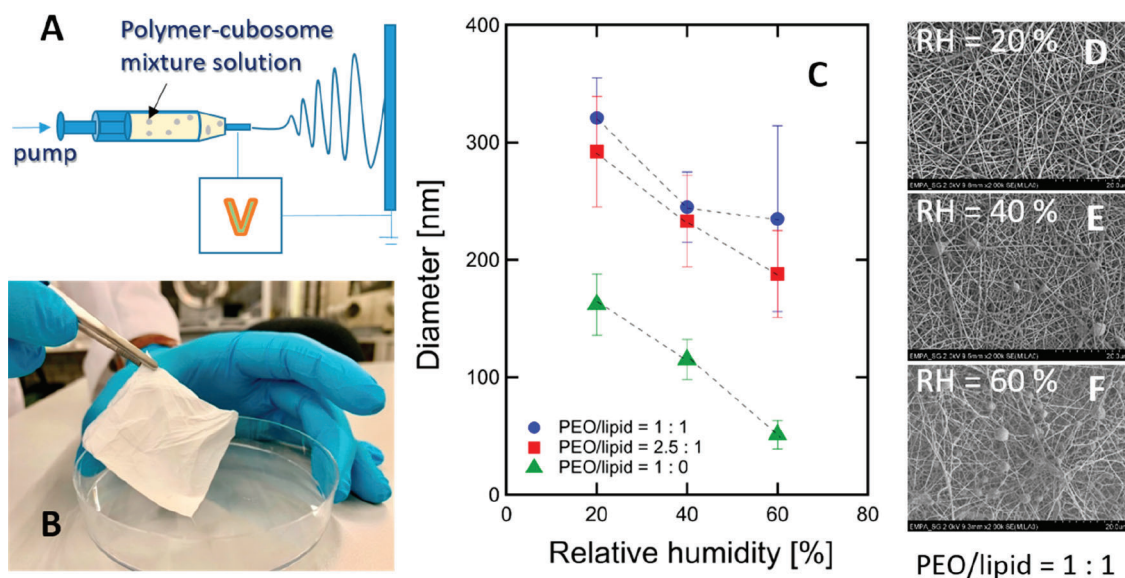 A
Polymer-cubosome
mixture solution
pump
V
B
C
400
300
200
100
0
Diameter [nm]
PEO/lipid = 1 : 1
PEO/lipid = 2.5 : 1
PEO/lipid = 1 : 0
0
20
40
60
80
Relative humidity [%]
RH = 20 %
D
RH = 40 %
E
RH = 60 %
F
PEO/lipid = 1 : 1